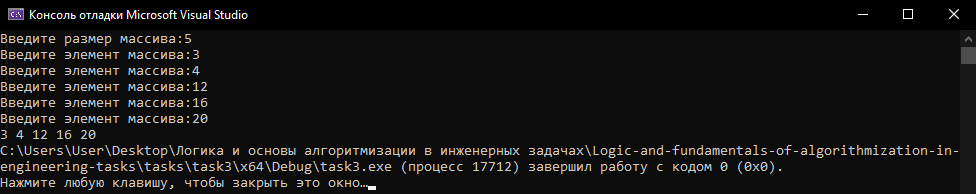 Консоль отладки Microsoft Visual Studio
Введите размер массива:5
Введите элемент массива:3
Введите элемент массива:4
Введите элемент массива:12
Введите элемент массива:16
Введите элемент массива:20
3 4 12 16 20
C:\Users\User\Desktop\Логика и основы алгоритмизации в инженерных задачах\Logic-and-fundamentals-of-algorithmization-in-
engineering-tasks\tasks\task3\x64\Debug\task3.exe (процесс 17712) завершил работу с кодом 0 (0x0).
Нажмите любую клавишу, чтобы закрыть это окно…